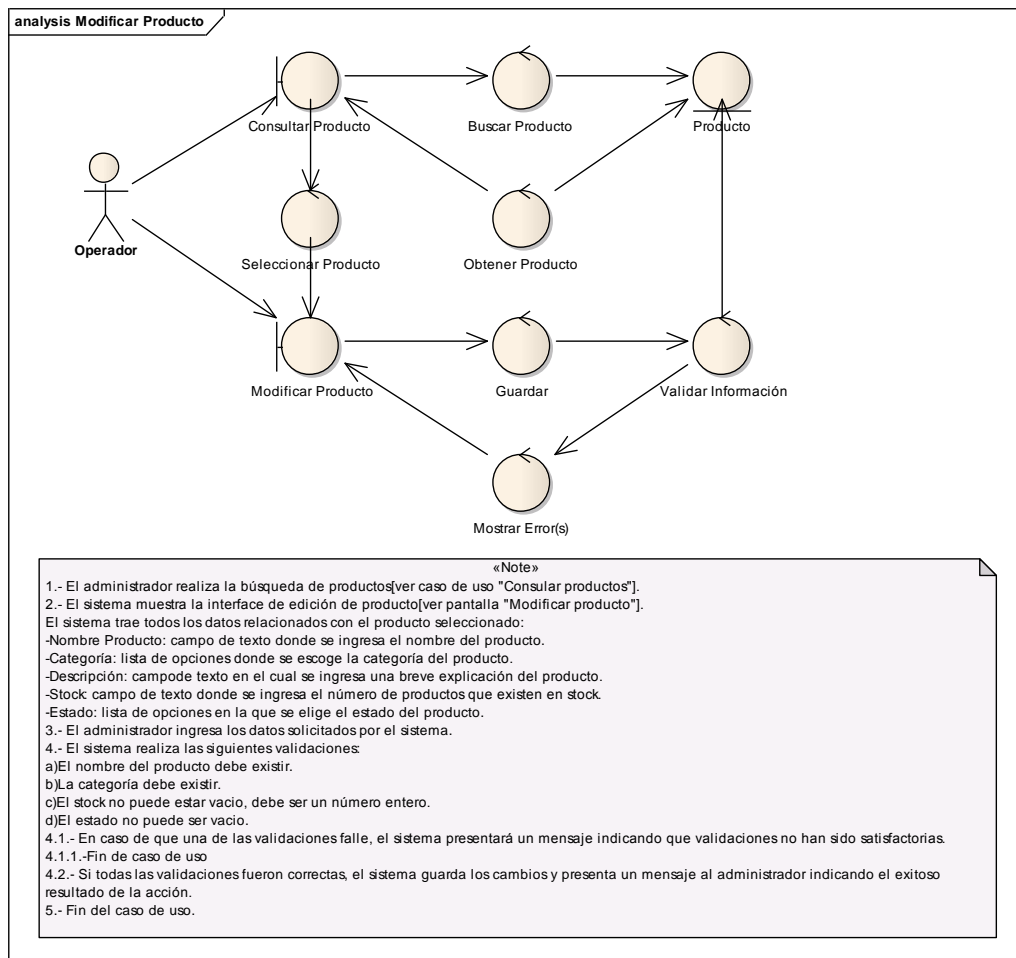 analysis Modificar Producto
Consultar Producto
Buscar Producto
Producto
Operador
Seleccionar Producto
Obtener Producto
Modificar Producto
Guardar
Validar Información
Mostrar Error(s)
«Note»
1.- El administrador realiza la búsqueda de productos[ver caso de uso "Consular productos"].
2.- El sistema muestra la interface de edición de producto[ver pantalla "Modificar producto"].
El sistema trae todos los datos relacionados con el producto seleccionado:
-Nombre Producto: campo de texto donde se ingresa el nombre del producto.
-Categoría: lista de opciones donde se escoge la categoría del producto.
-Descripción: campode texto en el cual se ingresa una breve explicación del producto.
-Stock: campo de texto donde se ingresa el número de productos que existen en stock.
-Estado: lista de opciones en la que se elige el estado del producto.
3.- El administrador ingresa los datos solicitados por el sistema.
4.- El sistema realiza las siguientes validaciones:
a)El nombre del producto debe existir.
b)La categoría debe existir.
c)El stock no puede estar vacio, debe ser un número entero.
d)El estado no puede ser vacio.
4.1.- En caso de que una de las validaciones falle, el sistema presentará un mensaje indicando que validaciones no han sido satisfactorias.
4.1.1.-Fin de caso de uso
4.2.- Si todas las validaciones fueron correctas, el sistema guarda los cambios y presenta un mensaje al administrador indicando el exitoso
resultado de la acción.
5.- Fin del caso de uso.